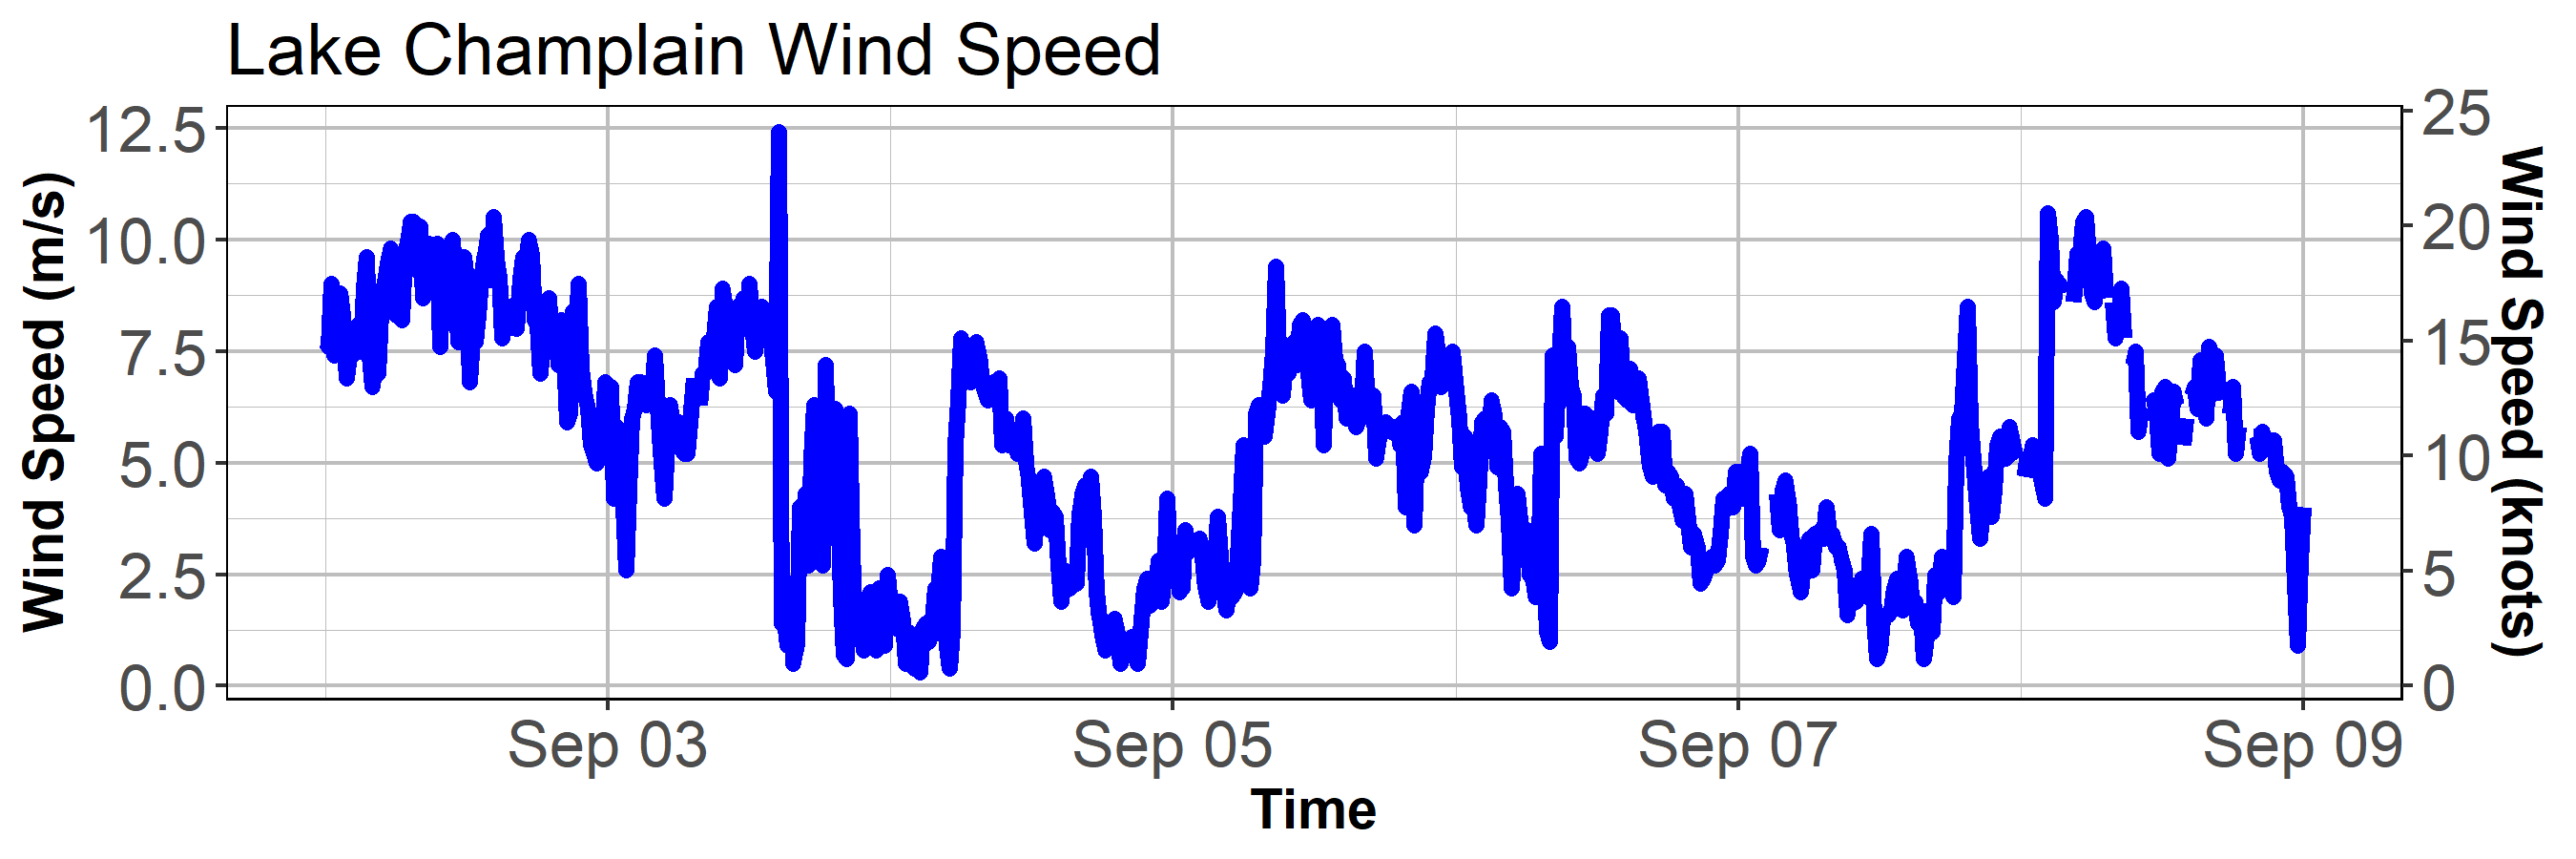 Lake Champlain Wind Speed
Wind Speed (m/s)
12.5
10.0
7.5
5.0
2.5
0.0
25
20
15
10
5
0
Wind Speed (knots)
Sep 03 Sep 05 Sep 07 Sep 09
Time